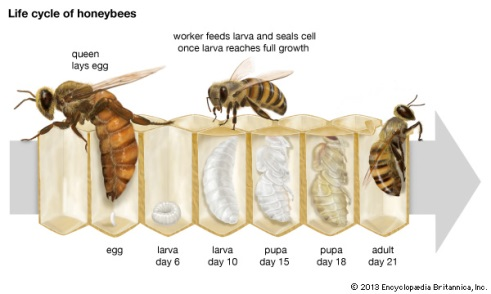 Life cycle of honeybees
queen
lays egg
worker feeds larva and seals cell
once larva reaches full growth
egg
larva
day 6
larva
day 10
pupa
day 15
pupa
day 18
adult
day 21
© 2013 Encyclopædia Britannica, Inc.